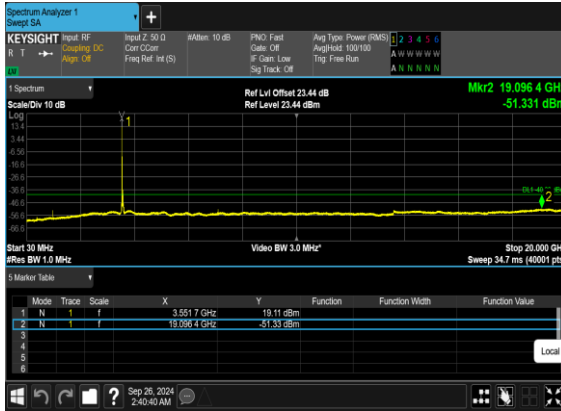 Spectrum Analyzer 1
Swept SA
+
KEYSIGHT Input: RF Input Z: 50 Ω #Atten: 10 dB PNO: Fast Avg Type: Power (RMS) 1 2 3 4 5 6
R T Coupling: DC Corr CCorr Gate: Off Avg|Hold: 100/100 A W W W W W
Align: Off Freq Ref: Int (S) IF Gain: Low Trig: Free Run
Sig Track: Off A N N N N N
1 Spectrum Ref Lvl Offset 23.44 dB Mkr2 19.096 4 GH
Scale/Div 10 dB Ref Level 23.44 dBm -51.331 dB
Log
13.4
3.44
-6.56
-16.6
-26.6
-36.6
-46.6
-56.6
-66.6
1
2
Start 30 MHz Video BW 3.0 MHz* Stop 20.000 GH
#Res BW 1.0 MHz Sweep 34.7 ms (40001 pts
5 Marker Table
Mode Trace Scale X Y Function Function Width Function Value
1 N 1 f 3.551 7 GHz 19.11 dBm
2 N 1 f 19.096 4 GHz -51.33 dBm
3
4
5
6
Local
? Sep 26, 2024
2:40:40 AM